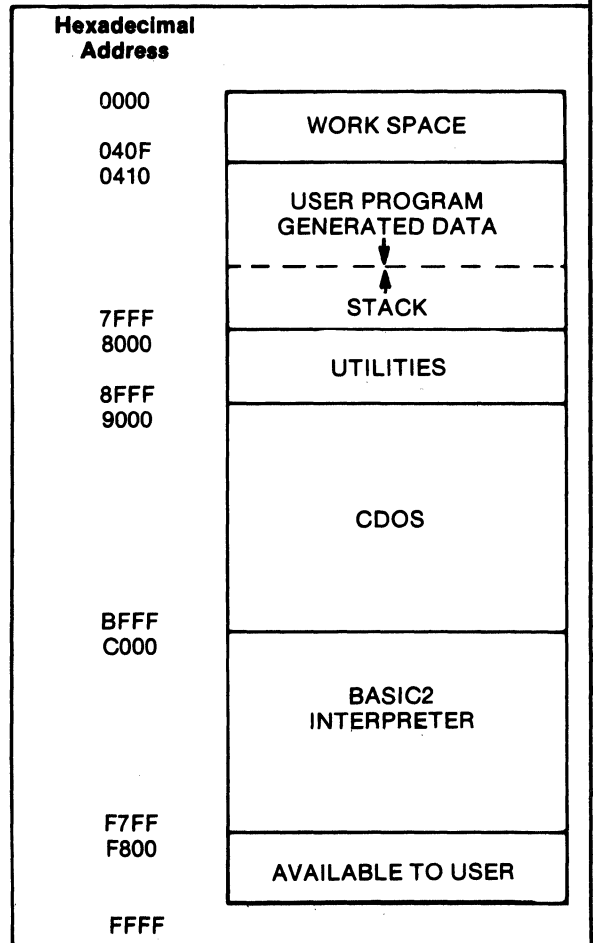 Hexadecimal
Address
0000
WORK SPACE
040F
0410
USER PROGRAM
GENERATED DATA
STACK
7FFF
8000
UTILITIES
8FFF
9000
CDOS
BFFF
C000
BASIC2
INTERPRETER
F7FF
F800
AVAILABLE TO USER
FFFF